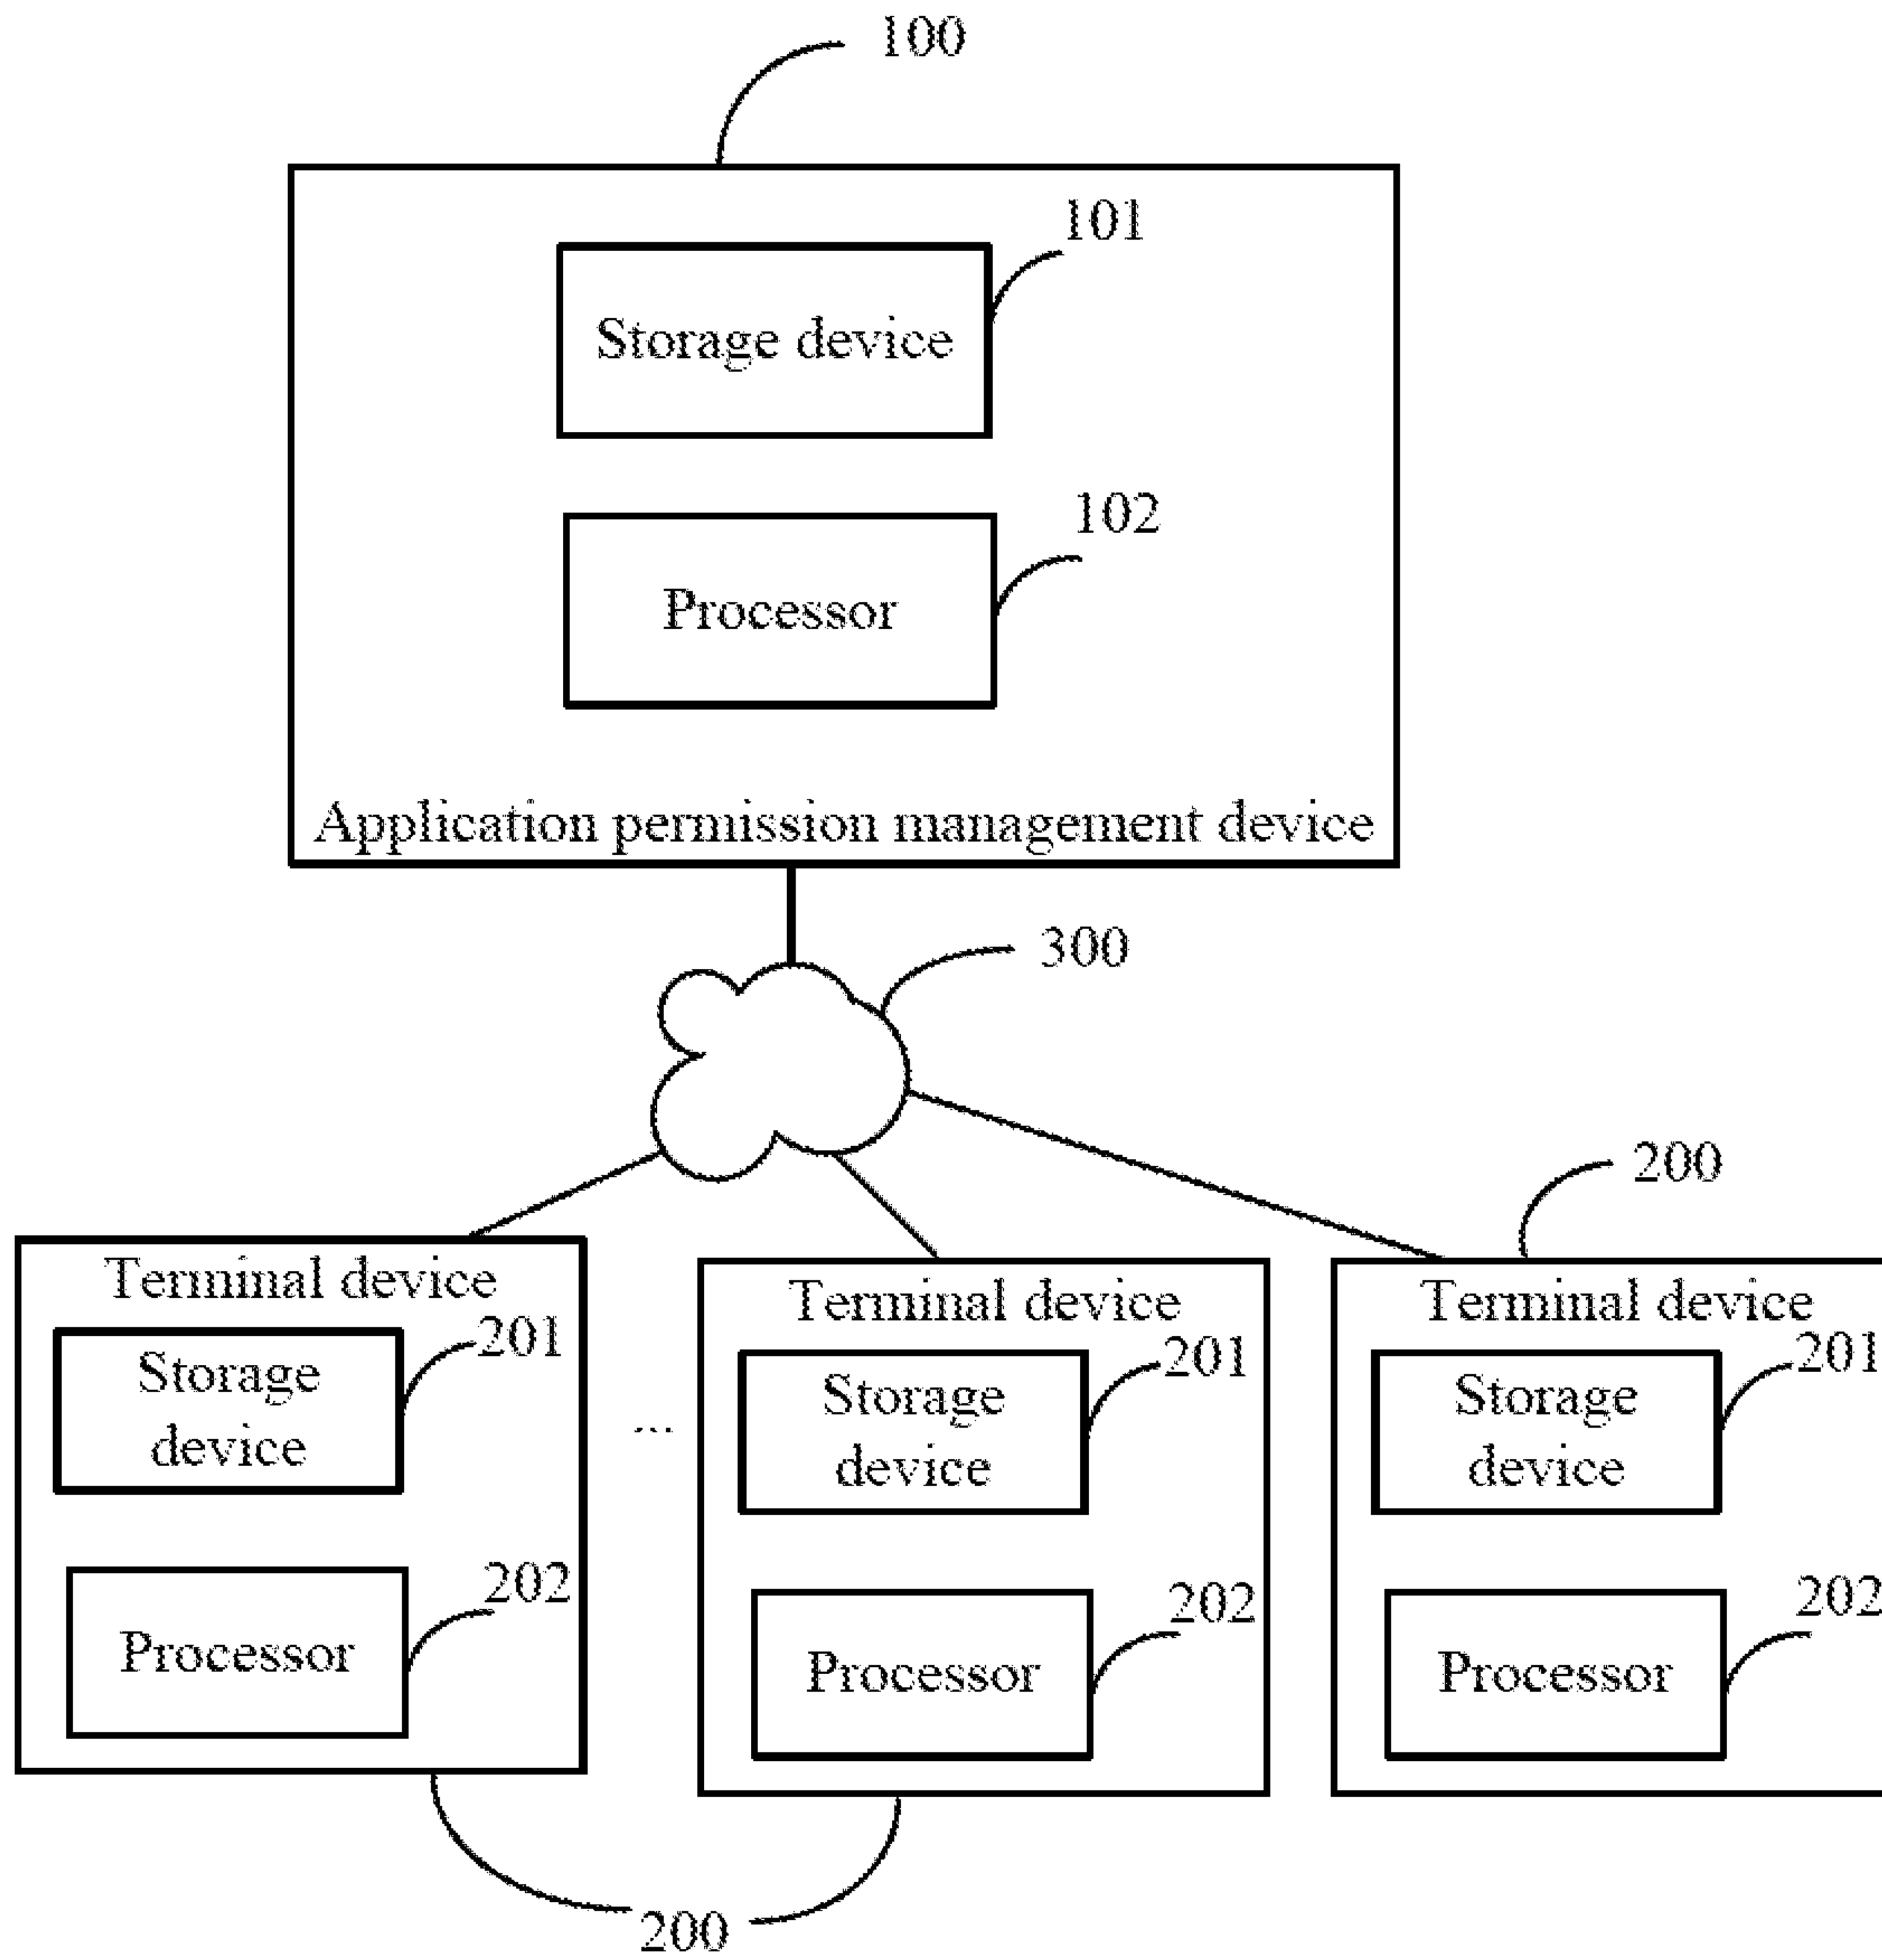 100
101
Storage device
102
Processor
Application permission management device
300
200
Terminal device
201
Storage
device
202
Processor
...
Terminal device
201
Storage
device
202
Processor
Terminal device
201
Storage
device
202
Processor
200